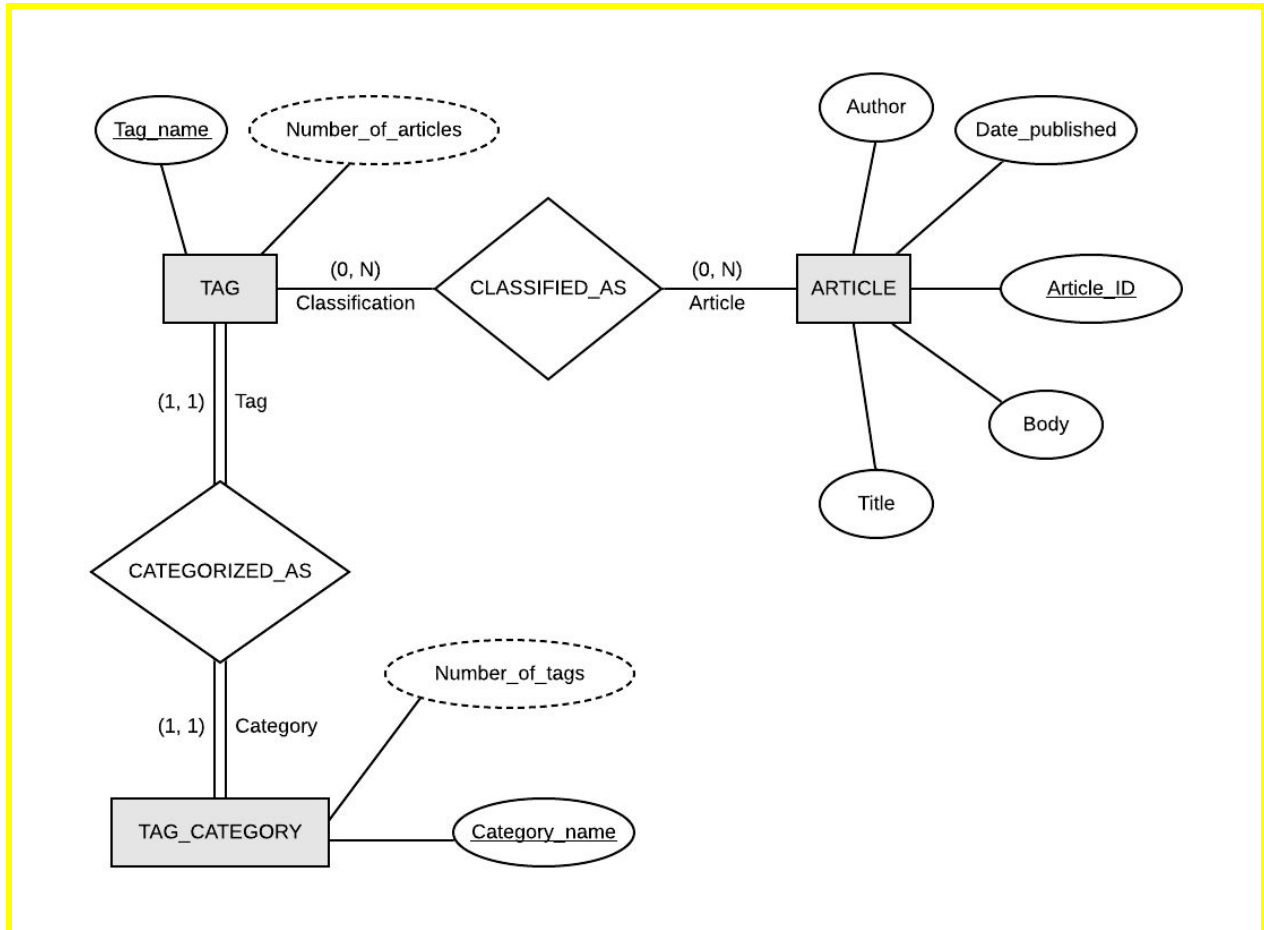 Author
Tag_name
Number_of_articles
Date_published
(0, N)
(0, N)
TAG
CLASSIFIED_AS
ARTICLE
Article_ID
Classification
Article
(1, 1)
Tag
Body
Title
CATEGORIZED_AS
Number_of_tags
(1, 1)
Category
TAG_CATEGORY
Category_name